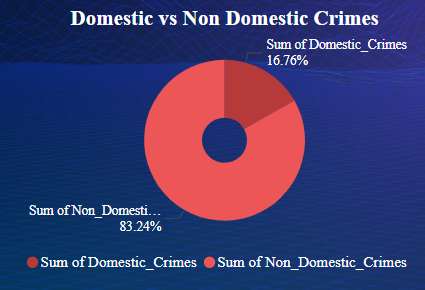 Domestic vs Non Domestic Crimes
Sum of Domestic_Crimes
16.76%
Sum of Non_Domesti...
83.24%
Sum of Domestic_Crimes Sum of Non_Domestic_Crimes